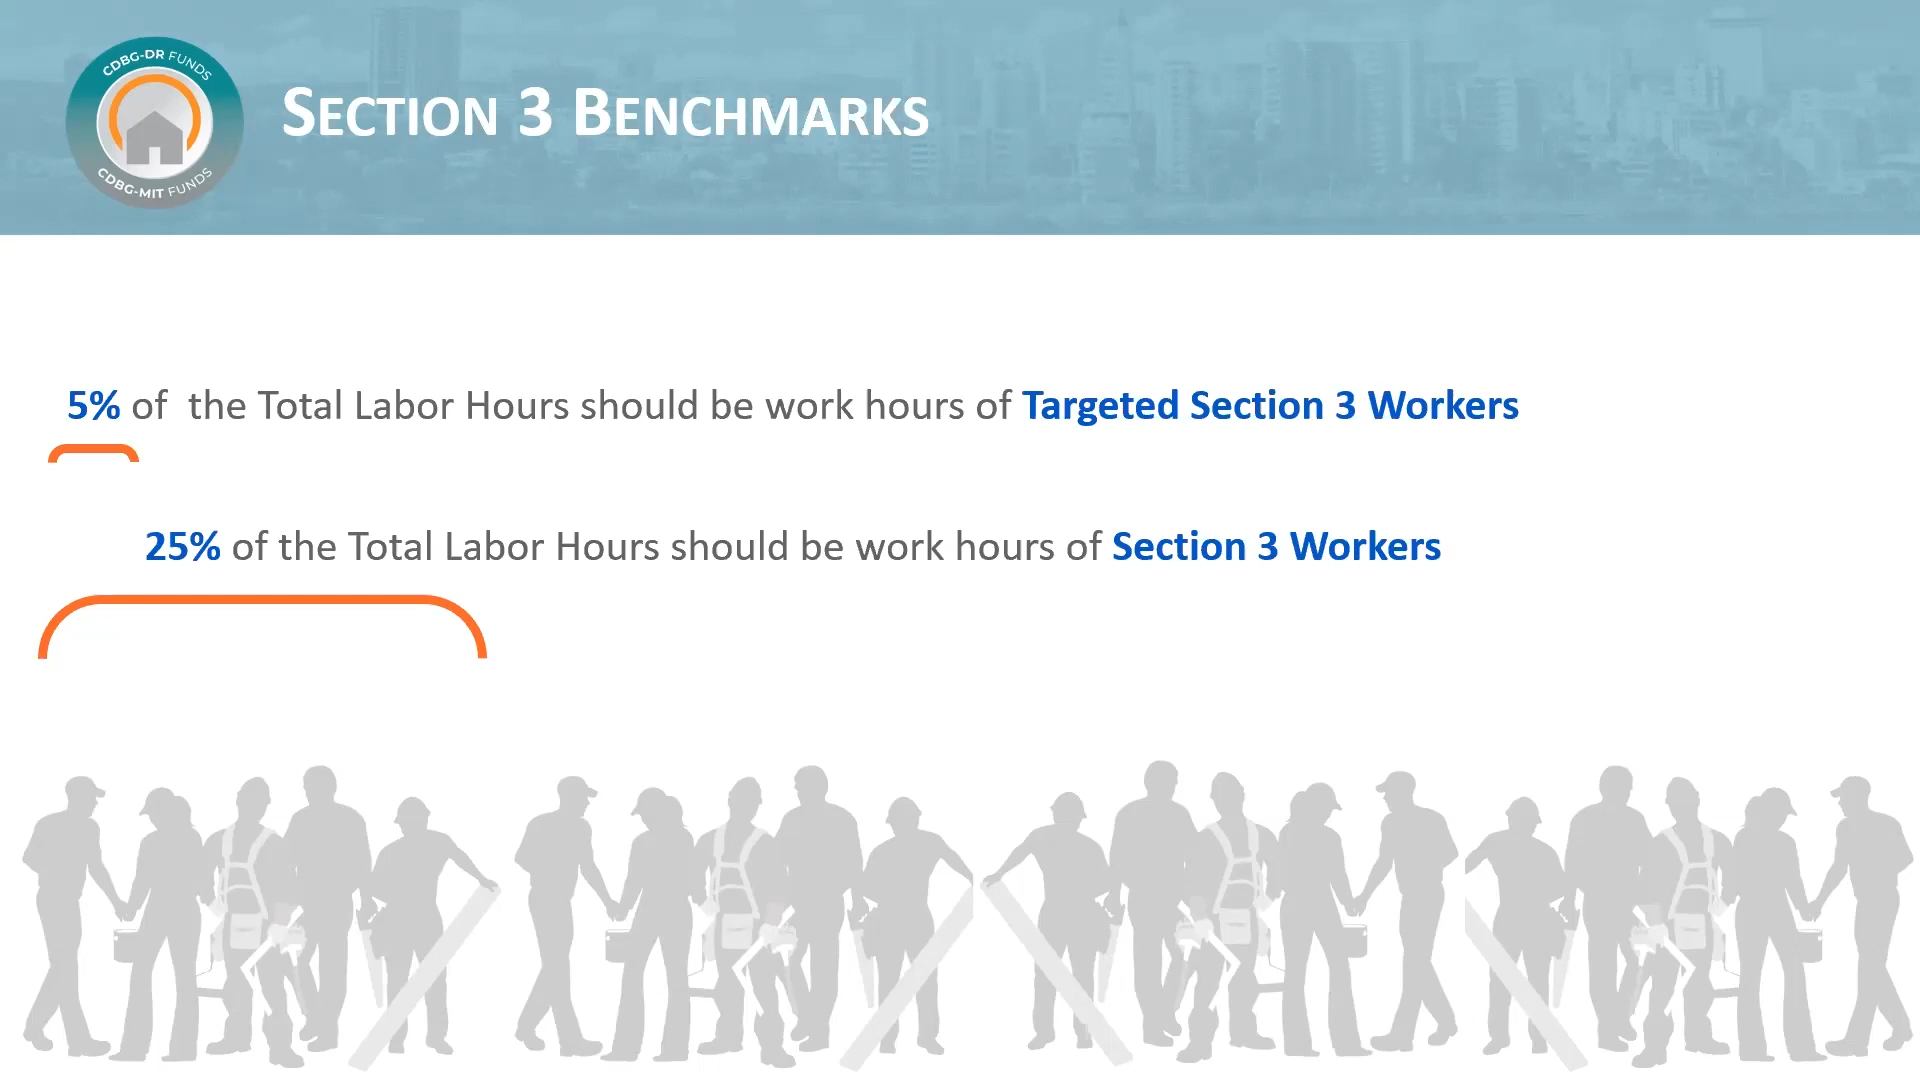 CDBG-DR FUNDS
CDBG-MIT FUNDS
SECTION 3 BENCHMARKS
5% of the Total Labor Hours should be work hours of Targeted Section 3 Workers
25% of the Total Labor Hours should be work hours of Section 3 Workers